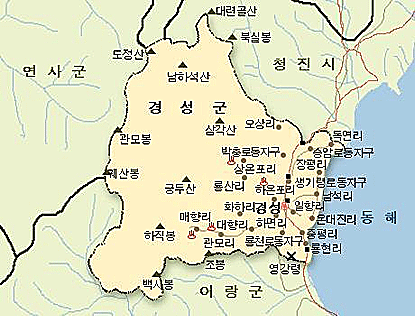 대련골산
북실봉
도정산
연사군
청진시
남하석산
경성군
삼각산
오상리
관모봉
독연리
승암로동자구
박충로동자구
장평리
상온포리
생기령로동자구
궤산봉
궁두산
룡산리
하온포리
남석리
경성
일향리
화하리
매향리
온대진리
동해
대향리
하면리
중평리
하직봉
관모리
룡천로동자구
룡현리
조봉
영강령
백사봉
어랑군